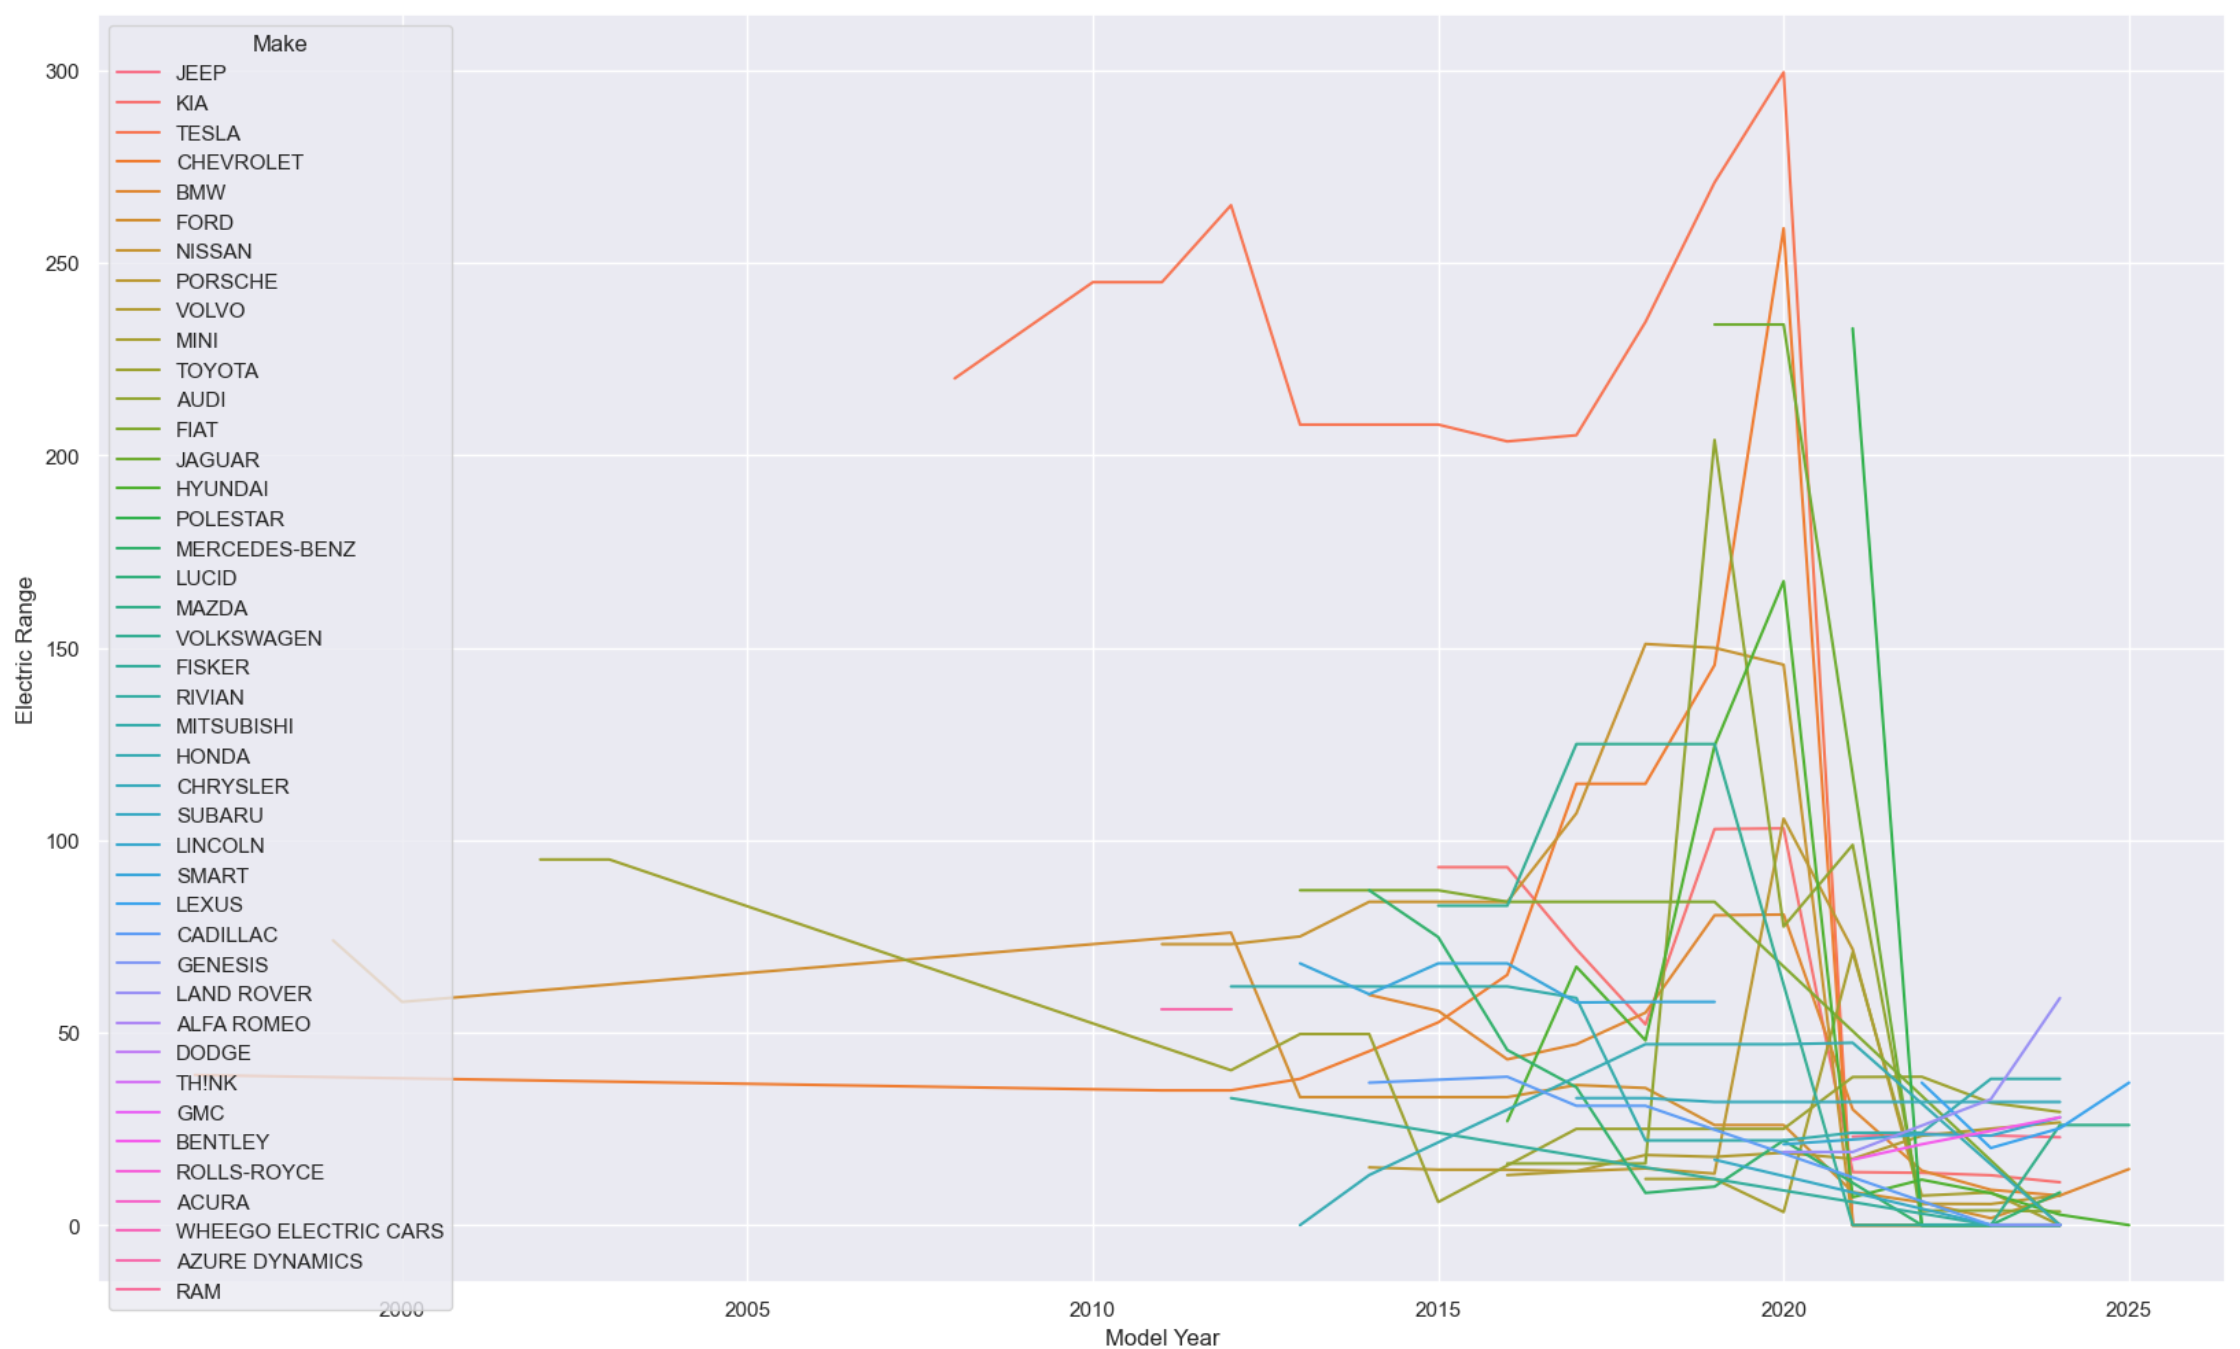 Make
JEEP
KIA
TESLA
CHEVROLET
BMW
FORD
NISSAN
PORSCHE
VOLVO
MINI
TOYOTA
AUDI
FIAT
JAGUAR
HYUNDAI
POLESTAR
MERCEDES-BENZ
LUCID
MAZDA
VOLKSWAGEN
FISKER
RIVIAN
MITSUBISHI
HONDA
CHRYSLER
SUBARU
LINCOLN
SMART
LEXUS
CADILLAC
GENESIS
LAND ROVER
ALFA ROMEO
DODGE
TH!NK
GMC
BENTLEY
ROLLS-ROYCE
ACURA
WHEEGO ELECTRIC CARS
AZURE DYNAMICS
RAM
Electric Range
300
250
200
150
100
50
0
2000 2005 2010 2015 2020 2025
Model Year